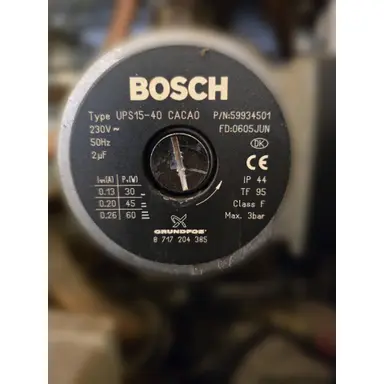 BOSCH
Type UPS15-40 CACAO P/N:59934501
230V~ FD:0605JUN
50Hz DK
2µF CE
I1/1(A) P1(W) IP 44
0.13 30 TF 95
0.20 45 Class F
0.26 60 Max. 3bar
GRUNDFOS
8 717 204 385